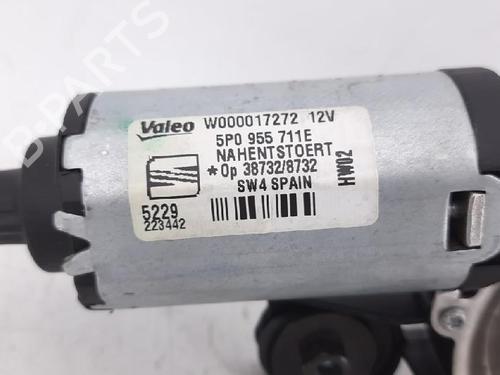 B-PARTS
Valeo W000017272 12V
5P0 955 711E
NAHENTSTOERT
*Op 38732/8732
SW4 SPAIN
HW02
5229
223442